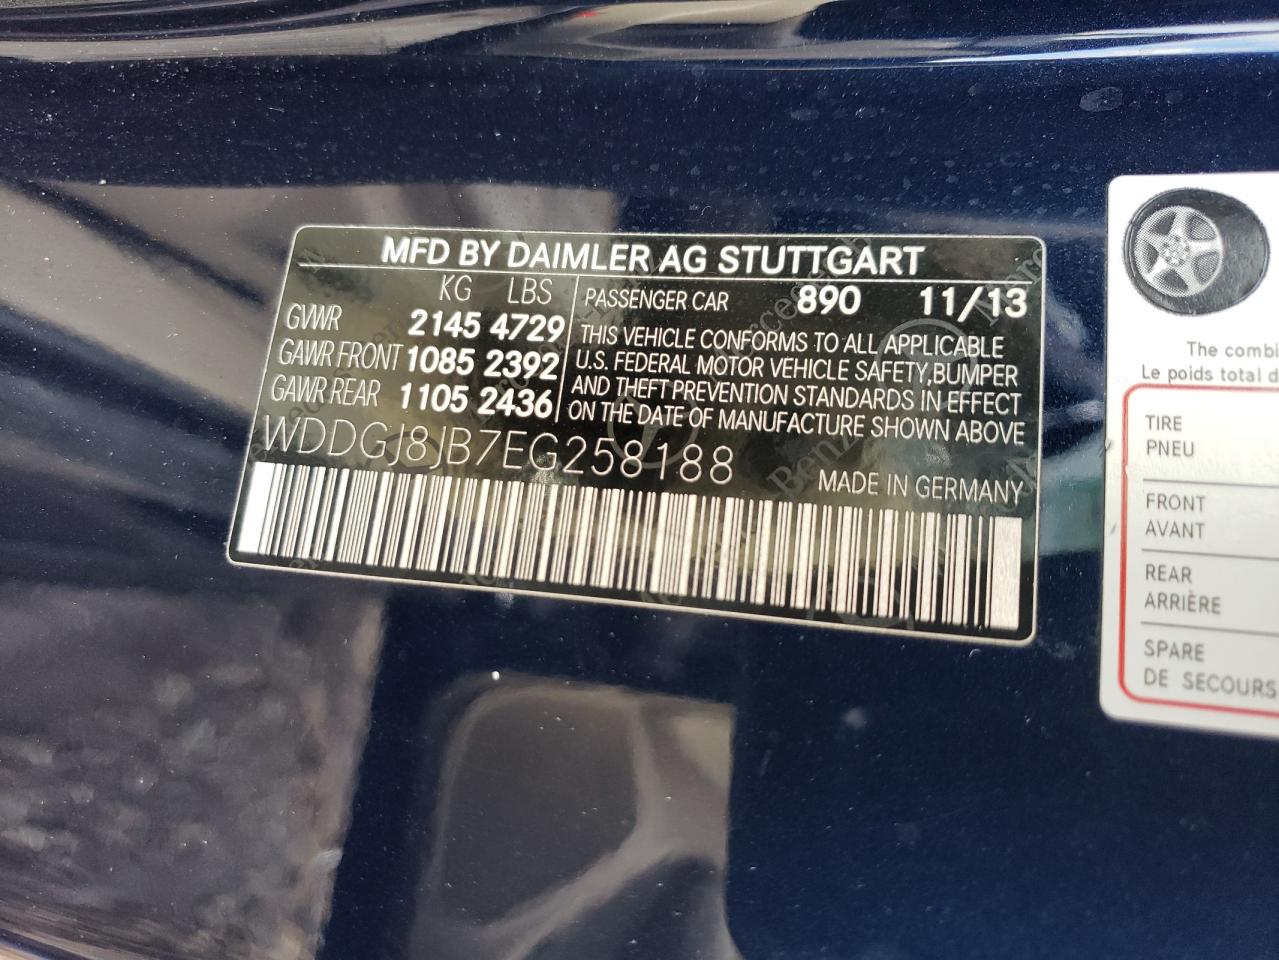 MFD BY DAIMLER AG STUTTGART
KG LBS
GVWR 2145 4729
GAWR FRONT 1085 2392
GAWR REAR 1105 2436
PASSENGER CAR 890 11/13
THIS VEHICLE CONFORMS TO ALL APPLICABLE
U.S. FEDERAL MOTOR VEHICLE SAFETY, BUMPER
AND THEFT PREVENTION STANDARDS IN EFFECT
ON THE DATE OF MANUFACTURE SHOWN ABOVE
WDDGJ8JB7EG258188
MADE IN GERMANY
The combi
Le poids total d
TIRE
PNEU
FRONT
AVANT
REAR
ARRIÈRE
SPARE
DE SECOURS